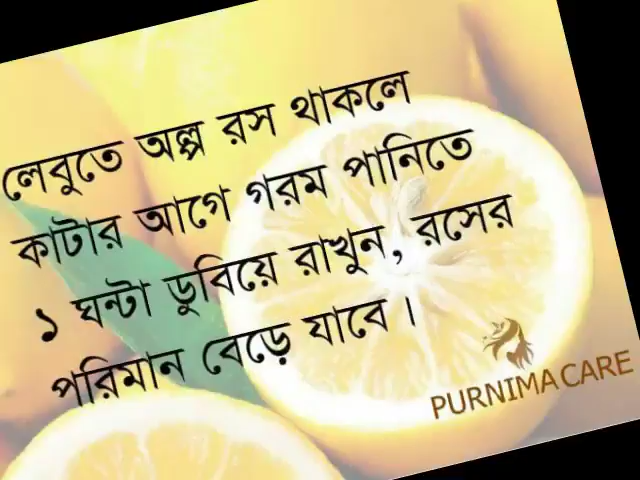 লেবুতে অল্প রস থাকলে
কাটার আগে গরম পানিতে
১ ঘন্টা ডুবিয়ে রাখুন, রসের
পরিমান বেড়ে যাবে।
PURNIMA CARE